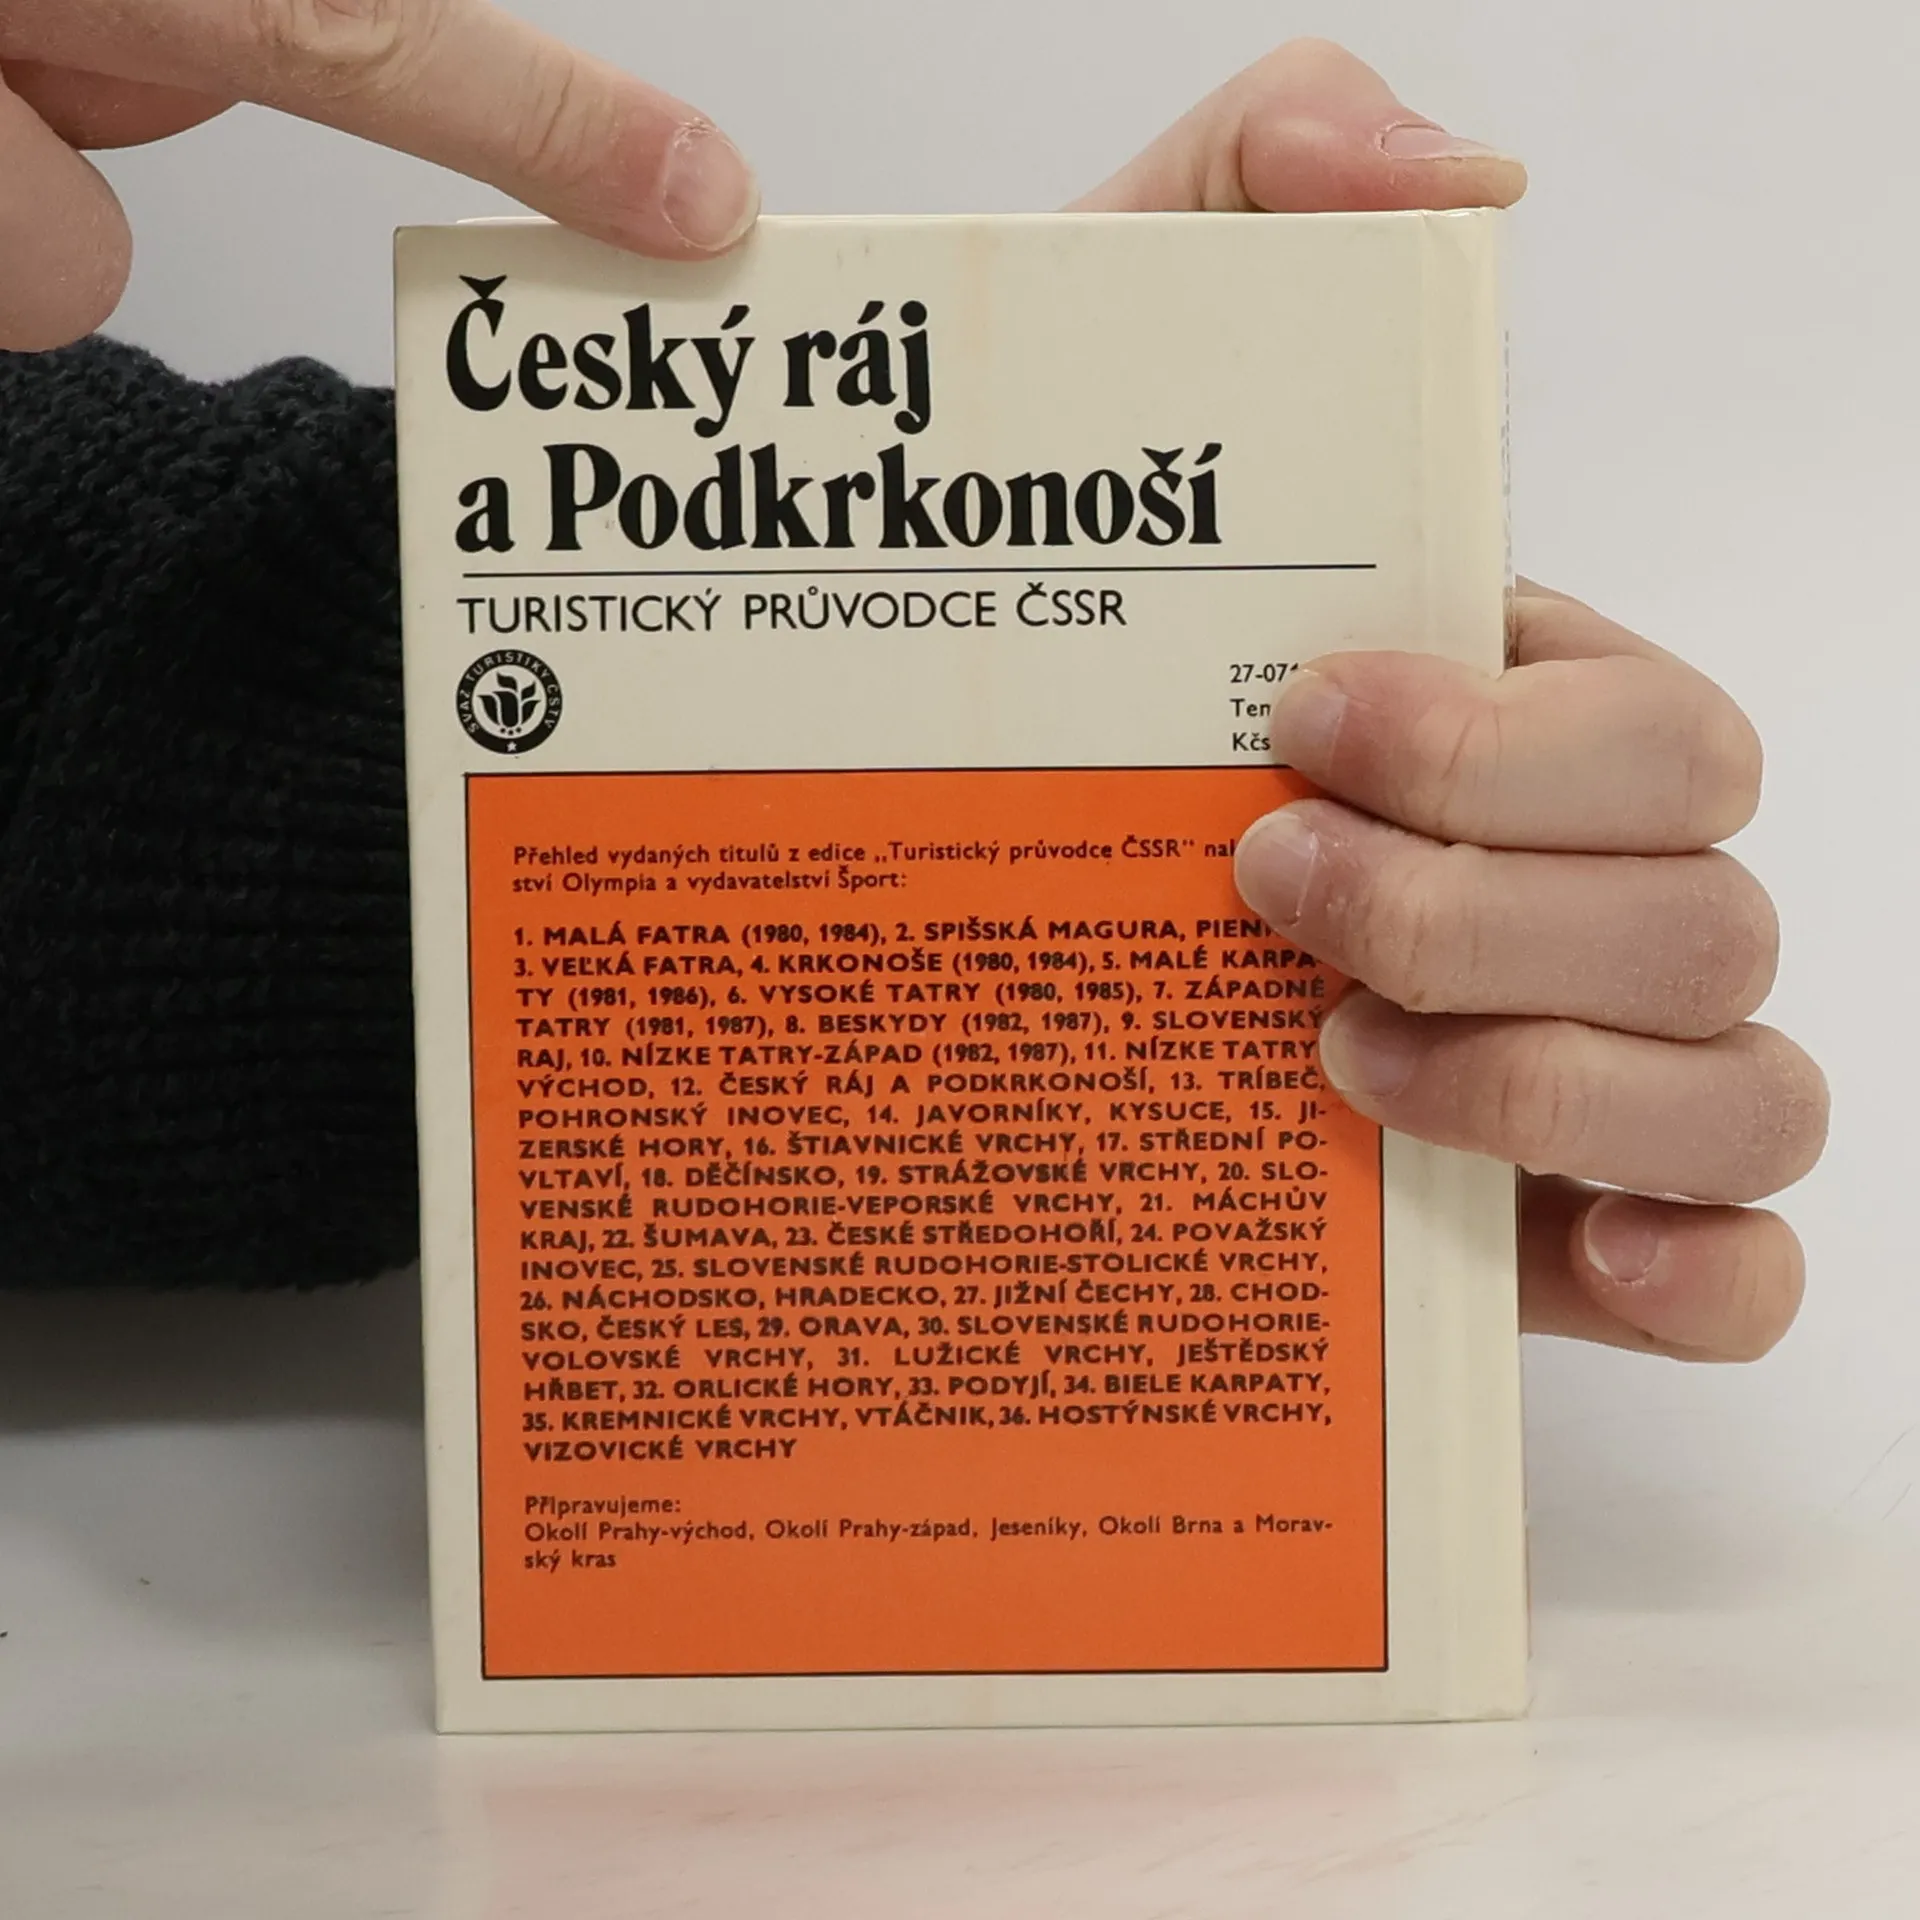 Český ráj
a Podkrkonoší
TURISTICKÝ PRŮVODCE ČSSR
SVAZ TURISTIKY ČSTV
27-07
Kčs
Přehled vydaných titulů z edice „Turistický průvodce ČSSR"
ství Olympia a vydavatelství Šport:
1. MALÁ FATRA (1980, 1984), 2. SPIŠSKÁ MAGURA,
3. VEĽKÁ FATRA, 4. KRKONOŠE (1980, 1984), 5. MALÉ KARPA-
TY (1981, 1986), 6. VYSOKÉ TATRY (1980, 1985), 7. ZÁPADNÉ
TATRY (1981, 1987), 8. BESKYDY (1982, 1987), 9. SLOVENSKÝ
RAJ, 10. NÍZKE TATRY-ZÁPAD (1982, 1987), 11. NÍZKE TATRY
VÝCHOD, 12. ČESKÝ RÁJ A PODKRKONOŠÍ, 13. TRÍBEČ,
POHRONSKÝ INOVEC, 14. JAVORNÍKY, KYSUCE, 15. JI-
ZERSKÉ HORY, 16. ŠTIAVNICKÉ VRCHY, 17. STŘEDNÍ PO-
VLTAVÍ, 18. DĚČÍNSKO, 19. STRÁŽOVSKÉ VRCHY, 20. SLO-
VENSKÉ RUDOHORIE-VEPORSKÉ VRCHY, 21. MÁCHŮV
KRAJ, 22. ŠUMAVA, 23. ČESKÉ STŘEDOHOŘÍ, 24. POVAŽSKÝ
INOVEC, 25. SLOVENSKÉ RUDOHORIE-STOLICKÉ VRCHY,
26. NÁCHODSKO, HRADECKO, 27. JIŽNÍ ČECHY, 28. CHOD-
SKO, ČESKÝ LES, 29. ORAVA, 30. SLOVENSKÉ RUDOHORIE-
VOLOVSKÉ VRCHY, 31. LUŽICKÉ VRCHY, JEŠTĚDSKÝ
HŘBET, 32. ORLICKÉ HORY, 33. PODYJÍ, 34. BIELE KARPATY,
35. KREMNICKÉ VRCHY, VTÁČNIK, 36. HOSTÝNSKÉ VRCHY,
VIZOVICKÉ VRCHY
Připravujeme:
Okolí Prahy-východ, Okolí Prahy-západ, Jeseníky, Okolí Brna a Morav-
ský kras